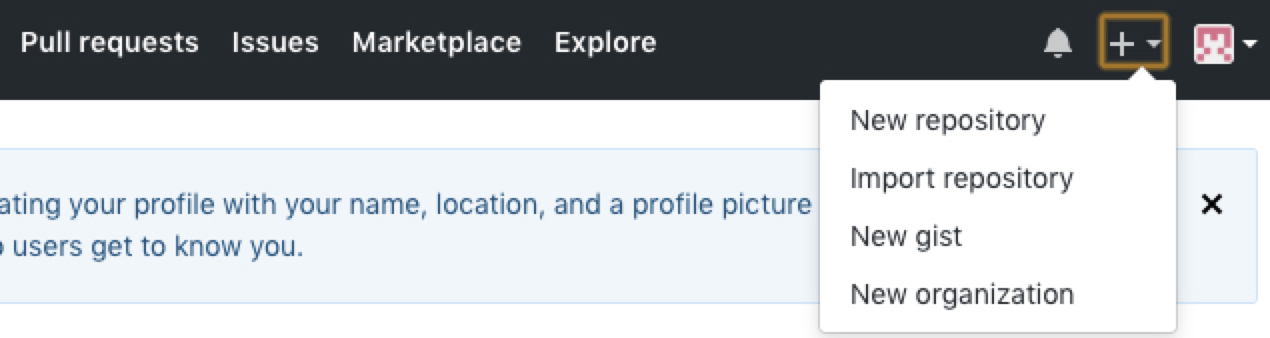 Pull requests Issues Marketplace Explore
New repository
Import repository
New gist
New organization
ating your profile with your name, location, and a profile picture
users get to know you.